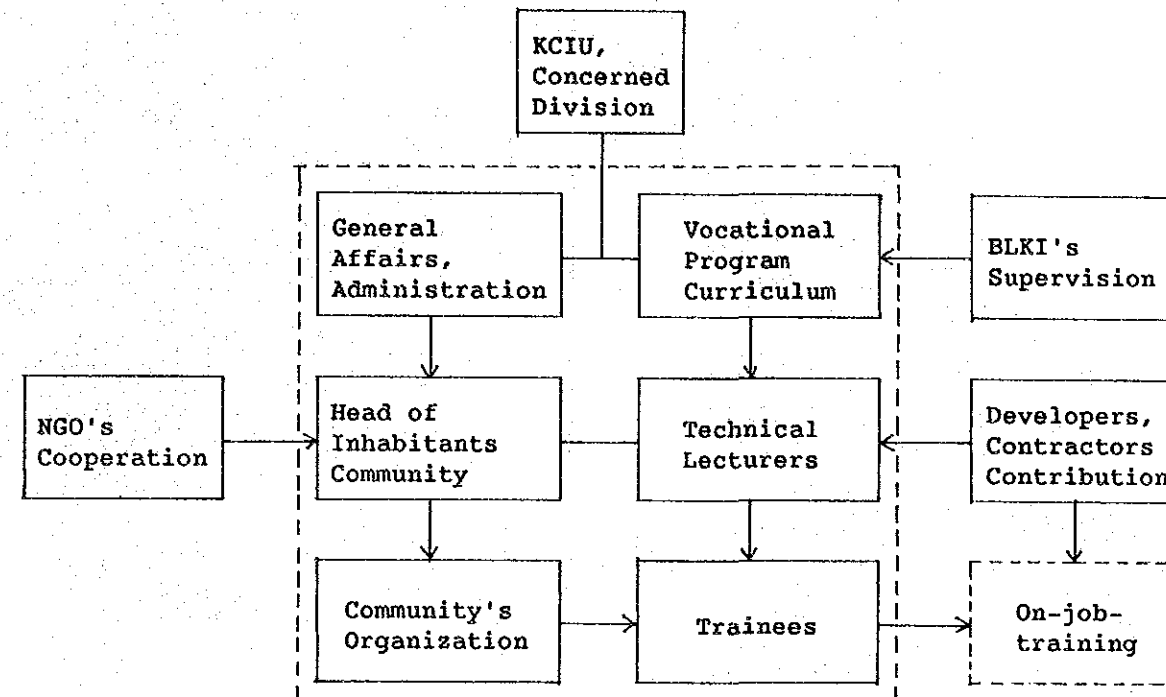 KCIU,
Concerned
Division
General
Affairs,
Administration
Vocational
Program
Curriculum
BLKI's
Supervision
NGO's
Cooperation
Head of
Inhabitants
Community
Technical
Lecturers
Developers,
Contractors
Contribution
Community's
Organization
Trainees
On-job-
training